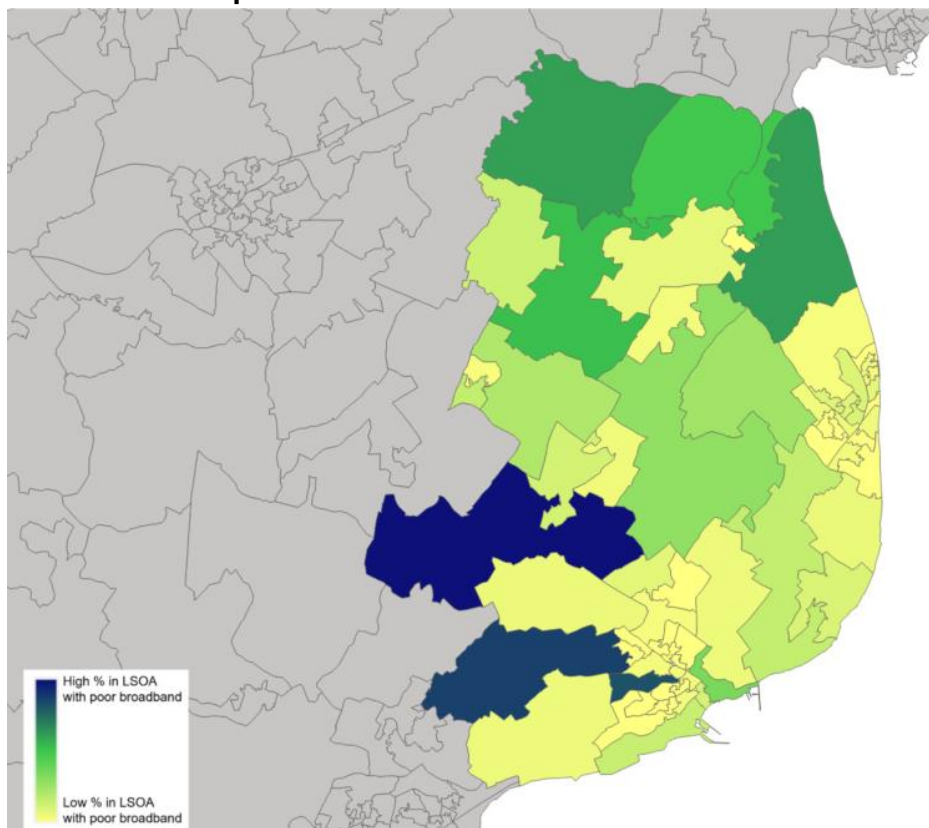 High % in LSOA
with poor broadband
Low % in LSOA
with poor broadband